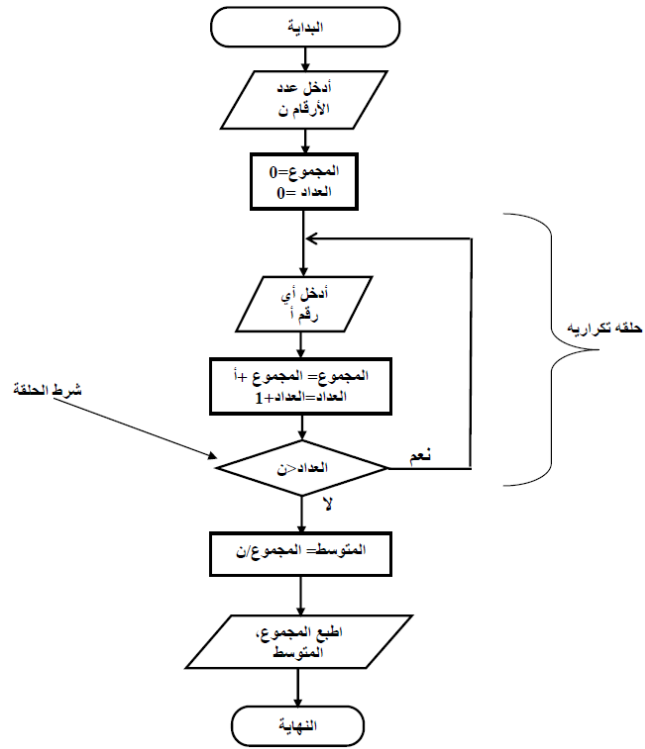 البداية
أدخل عدد
الأرقام ن
المجموع=0
العداد =0
أدخل أي
رقم أ
حلقه تكراريه
المجموع= المجموع +أ
العداد=العداد+1
شرط الحلقة
العداد<ن
نعم
لا
المتوسط= المجموع/ن
اطبع المجموع،
المتوسط
النهاية